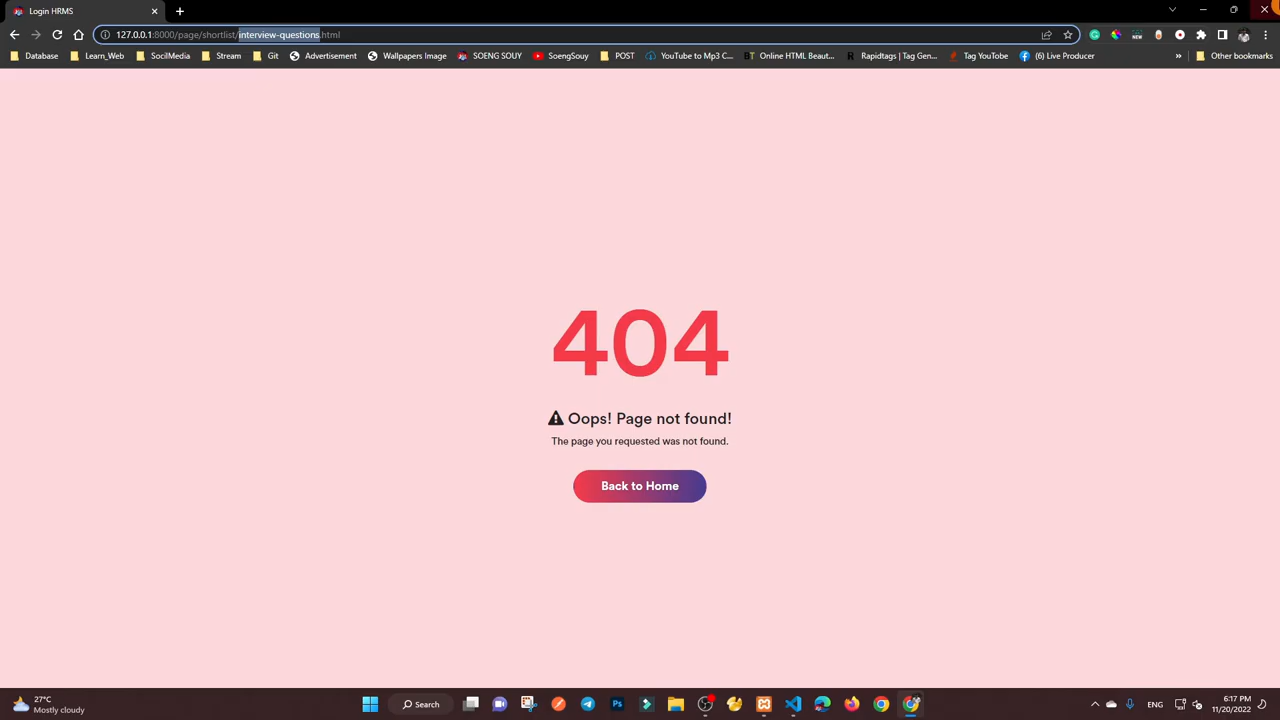 Login HRMS
127.0.0.1:8000/page/shortlist/interview-questions.html
Database
Learn_Web
SocilMedia
Stream
Git
Advertisement
Wallpapers Image
SOENG SOUY
SoengSouy
POST
YouTube to Mp3 C...
Online HTML Beaut...
Rapidtags | Tag Gen...
Tag YouTube
(6) Live Producer
»
Other bookmarks
404
Oops! Page not found!
The page you requested was not found.
Back to Home
27°C
Mostly cloudy
Search
ENG
6:17 PM
11/20/2022